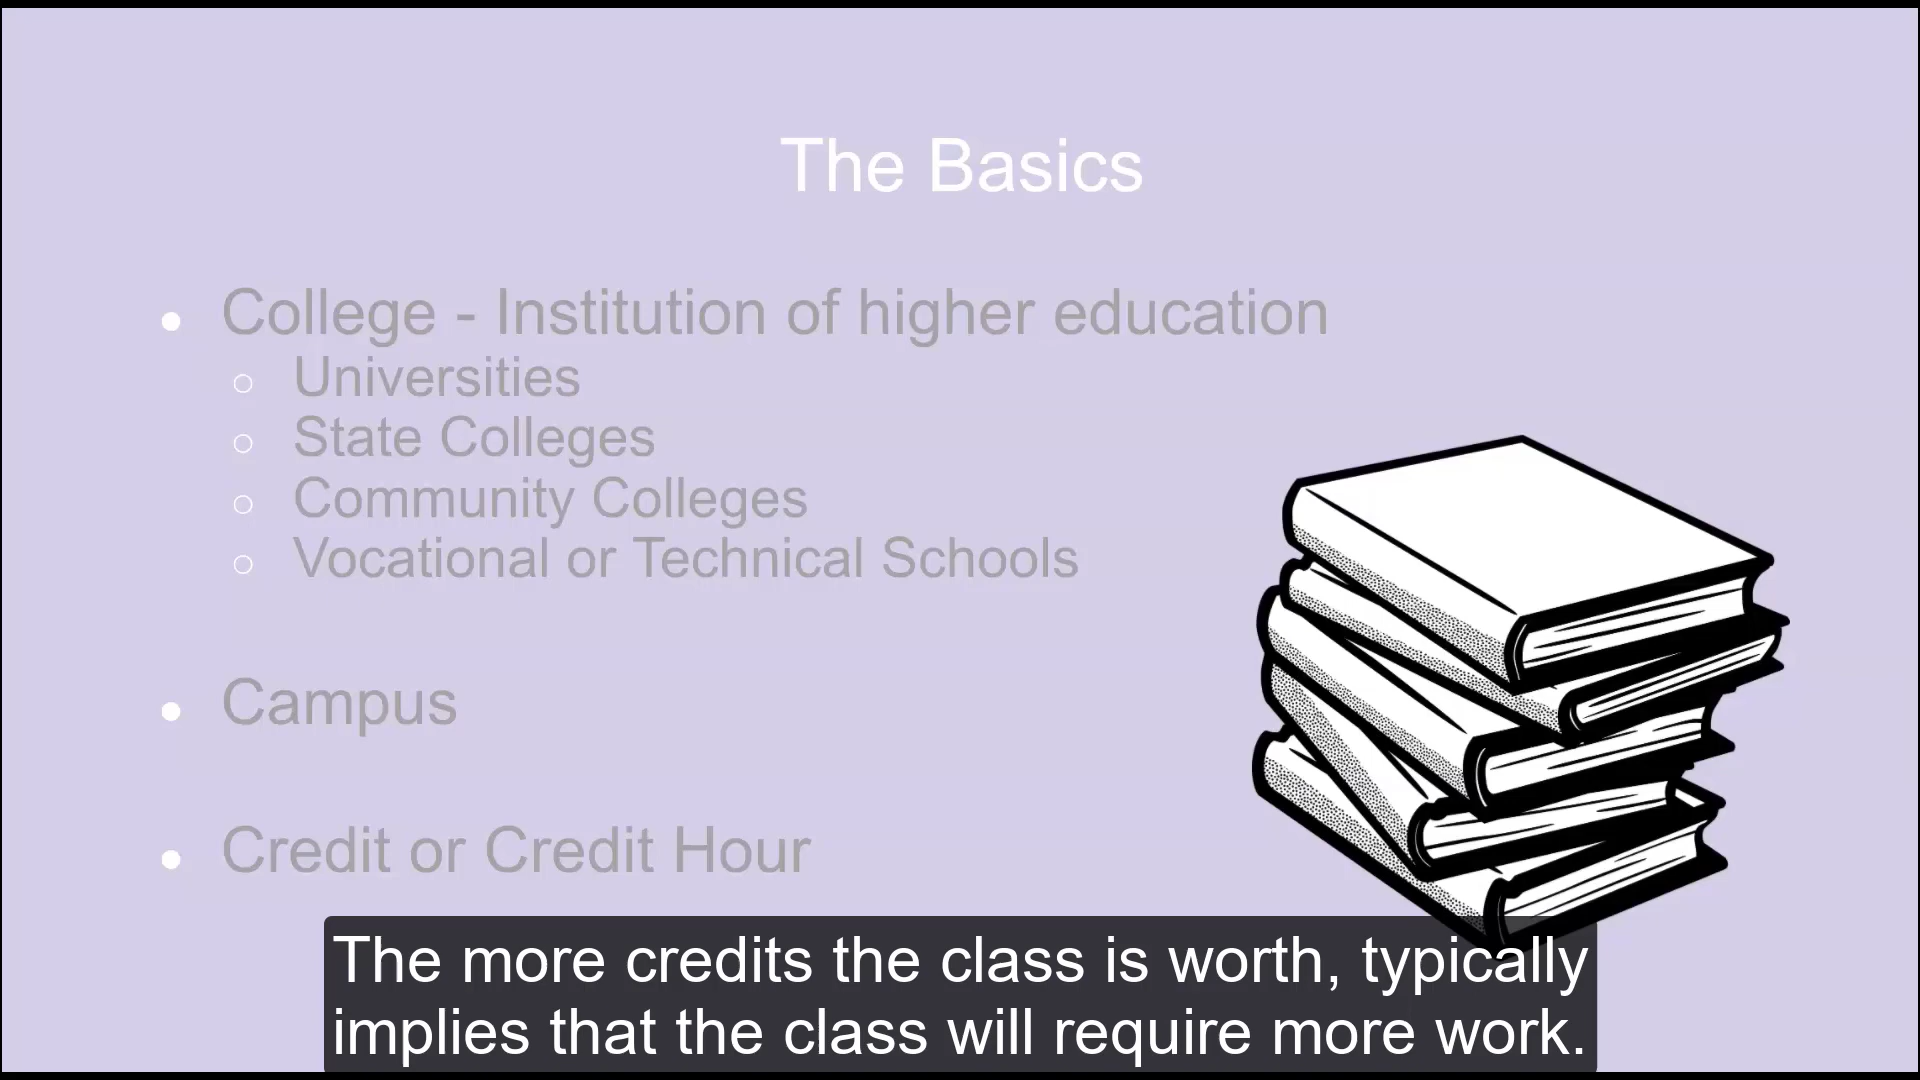 The Basics
• College - Institution of higher education
○ Universities
○ State Colleges
○ Community Colleges
○ Vocational or Technical Schools
• Campus
• Credit or Credit Hour
The more credits the class is worth, typically
implies that the class will require more work.